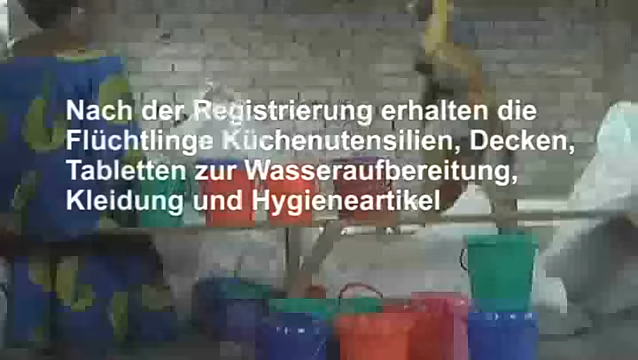 Nach der Registrierung erhalten die
Flüchtlinge Küchenutensilien, Decken,
Tabletten zur Wasseraufbereitung,
Kleidung und Hygieneartikel